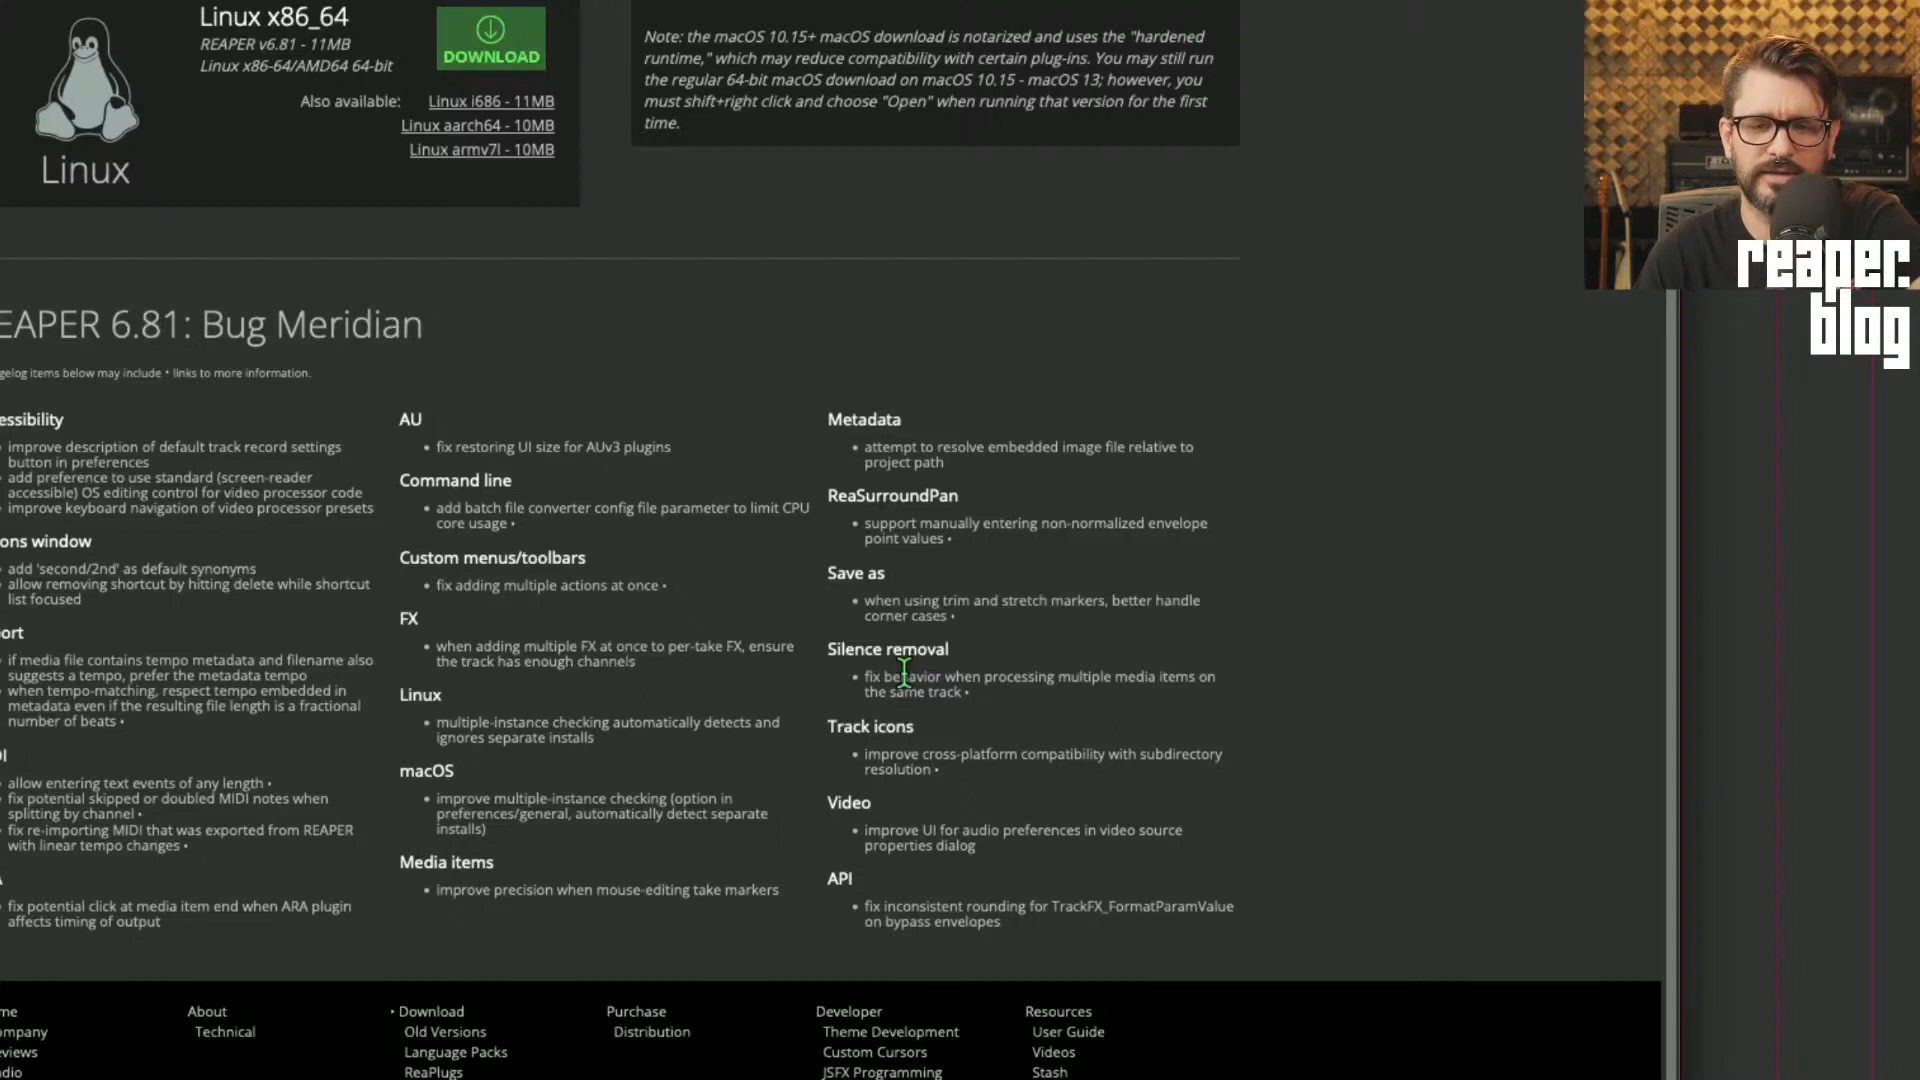 Linux x86_64
REAPER v6.81 - 11MB
Linux x86-64/AMD64 64-bit
DOWNLOAD
Also available:
Linux i686 - 11MB
Linux aarch64 - 10MB
Linux armv7l - 10MB
Linux
Note: the macOS 10.15+ macOS download is notarized and uses the "hardened
runtime," which may reduce compatibility with certain plug-ins. You may still run
the regular 64-bit macOS download on macOS 10.15 - macOS 13; however, you
must shift+right click and choose "Open" when running that version for the first
time.
reaper.
blog
EAPER 6.81: Bug Meridian
gelog items below may include • links to more information.
essibility
improve description of default track record settings
button in preferences
• add preference to use standard (screen-reader
accessible) OS editing control for video processor code
• improve keyboard navigation of video processor presets
ons window
add 'second/2nd' as default synonyms
• allow removing shortcut by hitting delete while shortcut
list focused
ort
• if media file contains tempo metadata and filename also
suggests a tempo, prefer the metadata tempo
• when tempo-matching, respect tempo embedded in
metadata even if the resulting file length is a fractional
number of beats •
DI
• allow entering text events of any length •
• fix potential skipped or doubled MIDI notes when
splitting by channel •
• fix re-importing MIDI that was exported from REAPER
with linear tempo changes •
• fix potential click at media item end when ARA plugin
affects timing of output
AU
• fix restoring UI size for AUv3 plugins
Command line
• add batch file converter config file parameter to limit CPU
core usage •
Custom menus/toolbars
• fix adding multiple actions at once •
FX
• when adding multiple FX at once to per-take FX, ensure
the track has enough channels
Linux
• multiple-instance checking automatically detects and
ignores separate installs
macOS
• improve multiple-instance checking (option in
preferences/general, automatically detect separate
installs)
Media items
• improve precision when mouse-editing take markers
Metadata
• attempt to resolve embedded image file relative to
project path
ReaSurroundPan
• support manually entering non-normalized envelope
point values •
Save as
• when using trim and stretch markers, better handle
corner cases •
Silence removal
• fix behavior when processing multiple media items on
the same track •
Track icons
• improve cross-platform compatibility with subdirectory
resolution •
Video
• improve UI for audio preferences in video source
properties dialog
API
• fix inconsistent rounding for TrackFX_FormatParamValue
on bypass envelopes
me
ompany
eviews
adio
About
Technical
• Download
Old Versions
Language Packs
ReaPlugs
Purchase
Distribution
Developer
Theme Development
Custom Cursors
JSFX Programming
Resources
User Guide
Videos
Stash